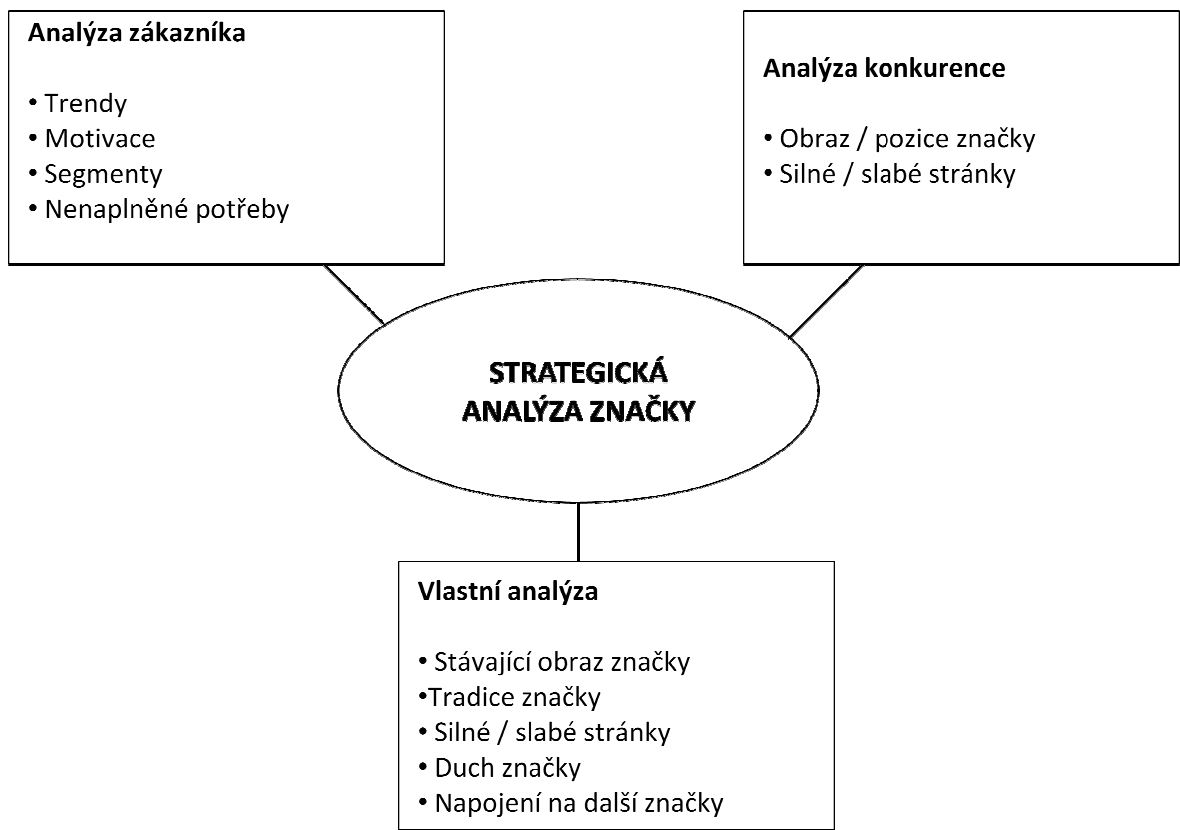 Analýza zákazníka
• Trendy
• Motivace
• Segmenty
• Nenaplněné potřeby
Analýza konkurence
• Obraz / pozice značky
• Silné / slabé stránky
STRATEGICKÁ
ANALÝZA ZNAČKY
Vlastní analýza
• Stávající obraz značky
•Tradice značky
• Silné / slabé stránky
• Duch značky
• Napojení na další značky